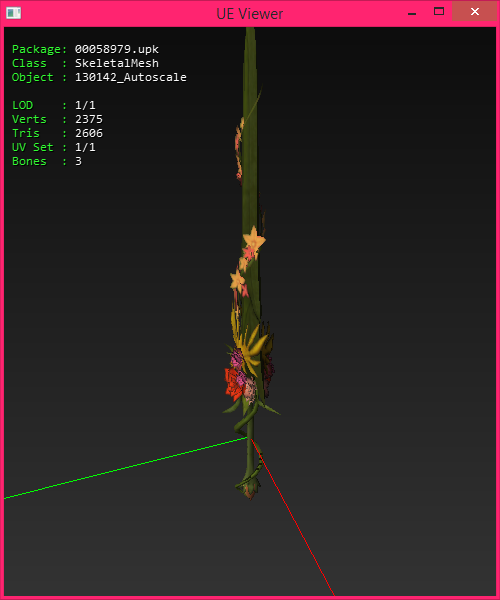 UE Viewer
Package: 00058979.upk
Class  : SkeletalMesh
Object : 130142_Autoscale
LOD    : 1/1
Verts  : 2375
Tris   : 2606
UV Set : 1/1
Bones  : 3